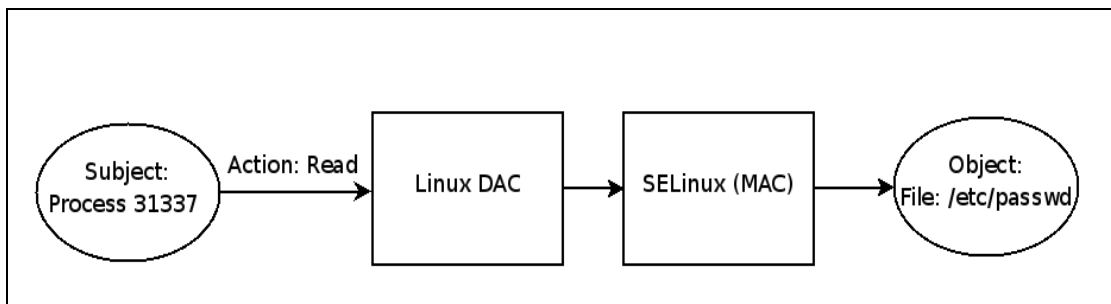 Subject:
Process 31337
Action: Read
Linux DAC
SELinux (MAC)
Object:
File: /etc/passwd